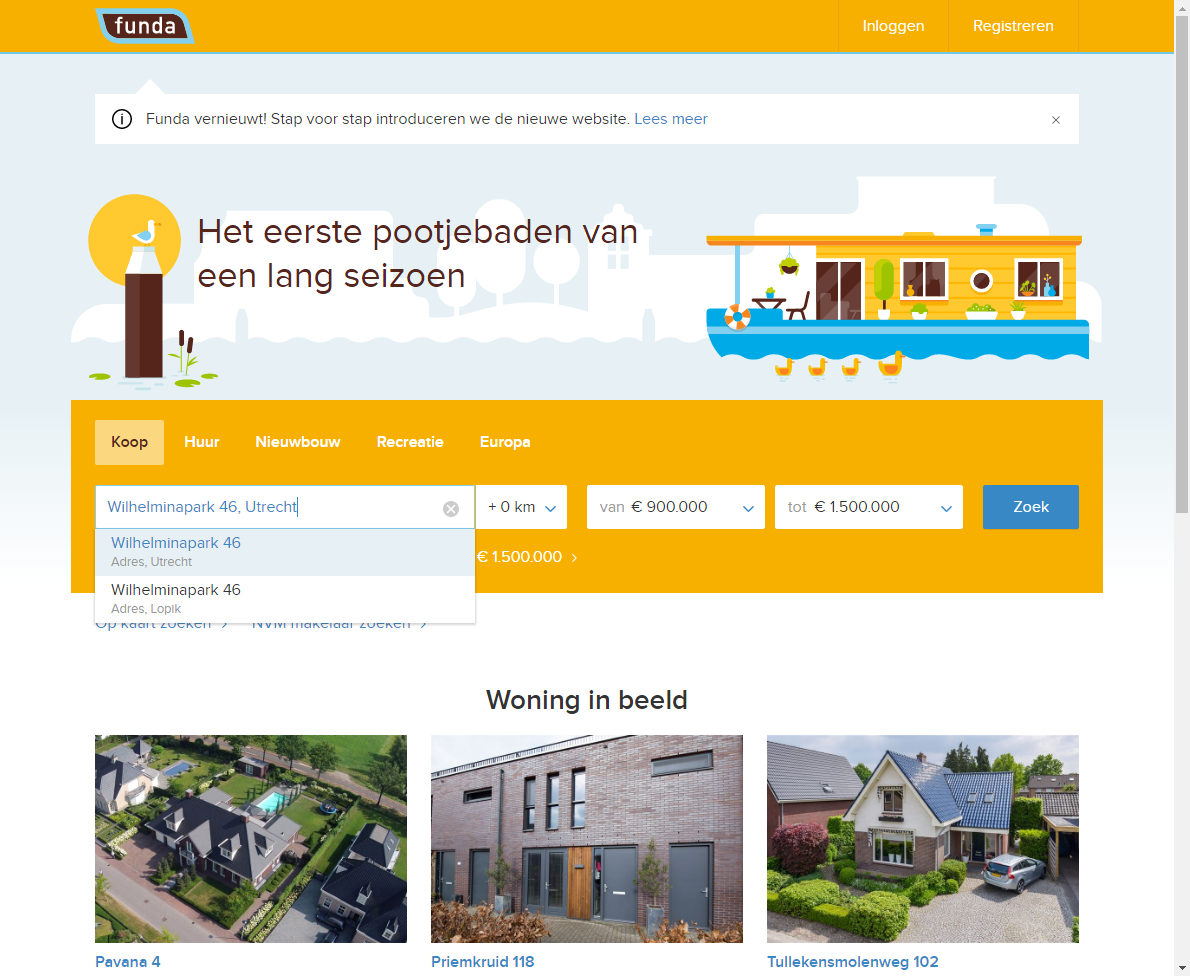 funda
Inloggen
Registreren
Funda vernieuwt! Stap voor stap introduceren we de nieuwe website. Lees meer
Het eerste pootjebaden van
een lang seizoen
Koop
Huur
Nieuwbouw
Recreatie
Europa
Wilhelminapark 46, Utrecht
+ 0 km
van € 900.000
tot € 1.500.000
Zoek
Wilhelminapark 46
Adres, Utrecht
€ 1.500.000
Wilhelminapark 46
Adres, Lopik
Op kaart zoeken
NVM makelaar zoeken
Woning in beeld
Pavana 4
Priemkruid 118
Tullekensmolenweg 102